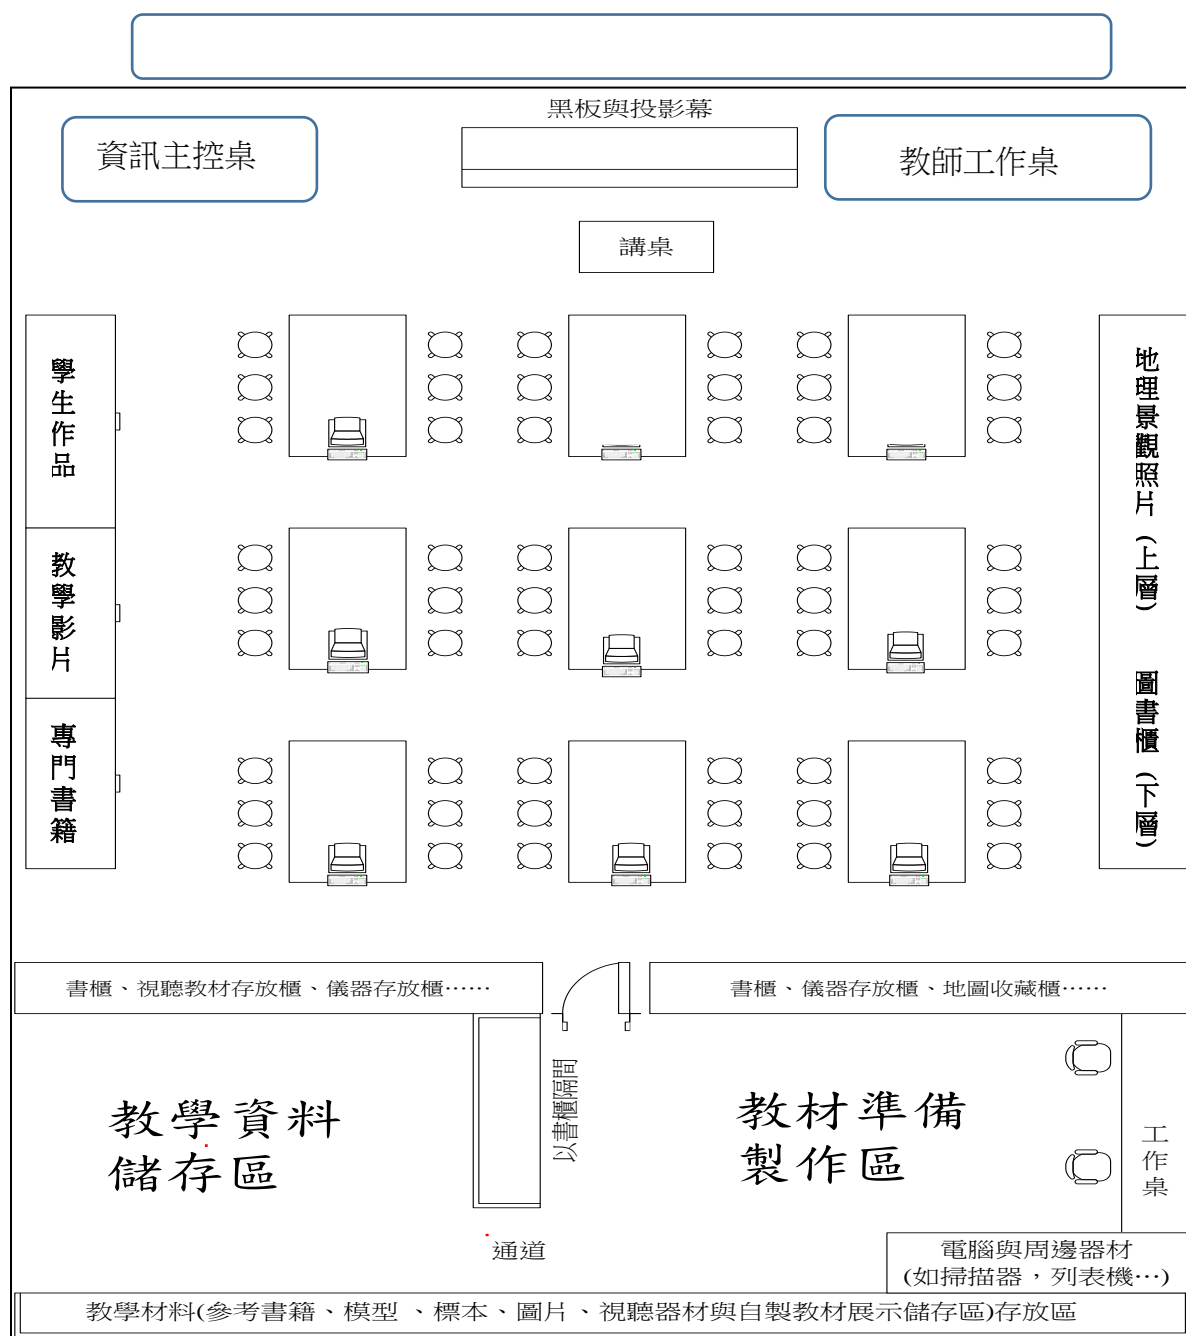 黑板與投影幕
資訊主控桌
教師工作桌
講桌
學生作品
教學影片
專門書籍
地理景觀照片（上層）
圖書櫃（下層）
書櫃、視聽教材存放櫃、儀器存放櫃⋯⋯
書櫃、儀器存放櫃、地圖收藏櫃⋯⋯
以書櫃隔間
教學資料
儲存區
教材準備
製作區
工作桌
通道
電腦與周邊器材
(如掃描器，列表機⋯)
教學材料(參考書籍、模型 、標本、圖片、視聽器材與自製教材展示儲存區)存放區